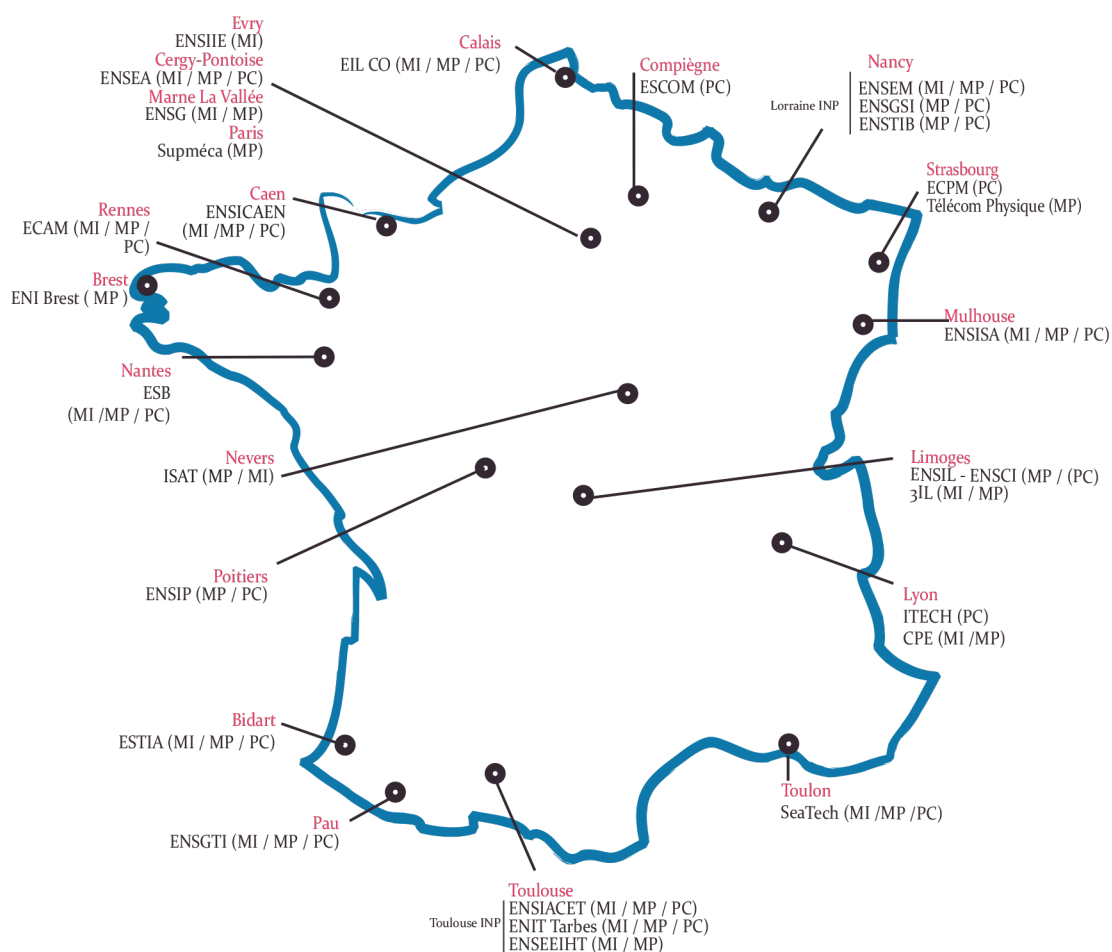 Evry
ENSIIE (MI)
Cergy-Pontoise
ENSEA (MI / MP / PC)
Marne La Vallée
ENSG (MI / MP)
Paris
Supméca (MP)
Calais
EIL CO (MI / MP / PC)
Compiègne
ESCOM (PC)
Nancy
Lorraine INP
ENSEM (MI / MP / PC)
ENSGSI (MP / PC)
ENSTIB (MP / PC)
Strasbourg
ECPM (PC)
Télécom Physique (MP)
Caen
ENSICAEN
(MI /MP / PC)
Rennes
ECAM (MI / MP /
PC)
Brest
ENI Brest ( MP )
Mulhouse
ENSISA (MI / MP / PC)
Nantes
ESB
(MI /MP / PC)
Nevers
ISAT (MP / MI)
Limoges
ENSIL - ENSCI (MP / (PC)
3IL (MI / MP)
Poitiers
ENSIP (MP / PC)
Lyon
ITECH (PC)
CPE (MI /MP)
Bidart
ESTIA (MI / MP / PC)
Toulon
SeaTech (MI /MP /PC)
Pau
ENSGTI (MI / MP / PC)
Toulouse
Toulouse INP
ENSIACET (MI / MP / PC)
ENIT Tarbes (MI / MP / PC)
ENSEEIHT (MI / MP)